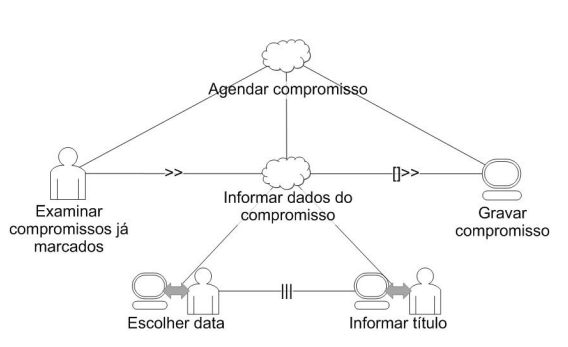 Agendar compromisso
>>
[]>>
Examinar
compromissos já
marcados
Informar dados do
compromisso
Gravar
compromisso
|||
Escolher data
Informar título